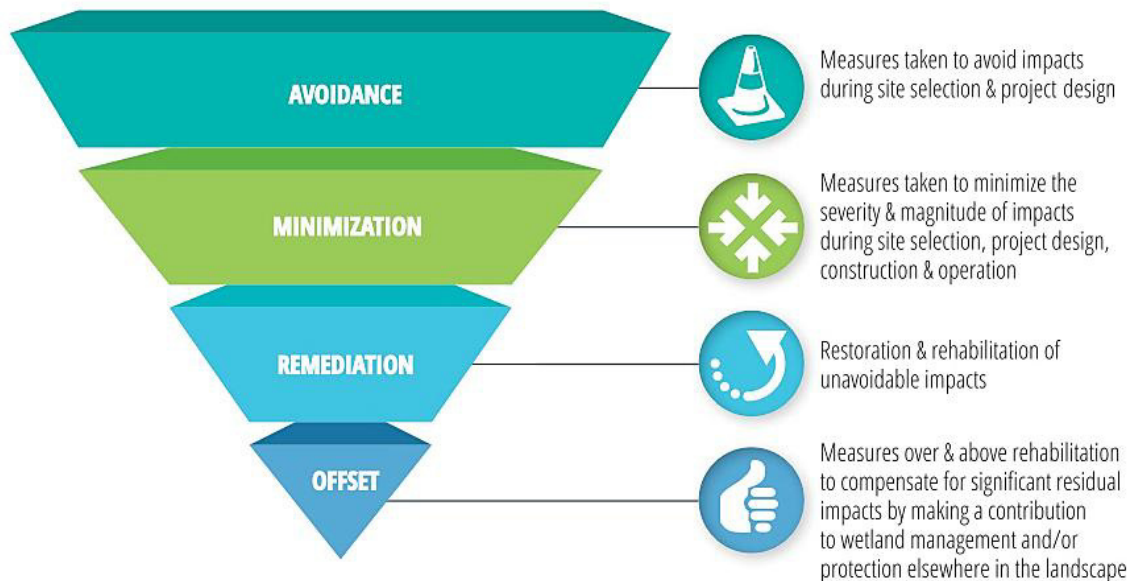 AVOIDANCE
Measures taken to avoid impacts
during site selection & project design
MINIMIZATION
Measures taken to minimize the
severity & magnitude of impacts
during site selection, project design,
construction & operation
REMEDIATION
Restoration & rehabilitation of
unavoidable impacts
OFFSET
Measures over & above rehabilitation
to compensate for significant residual
impacts by making a contribution
to wetland management and/or
protection elsewhere in the landscape